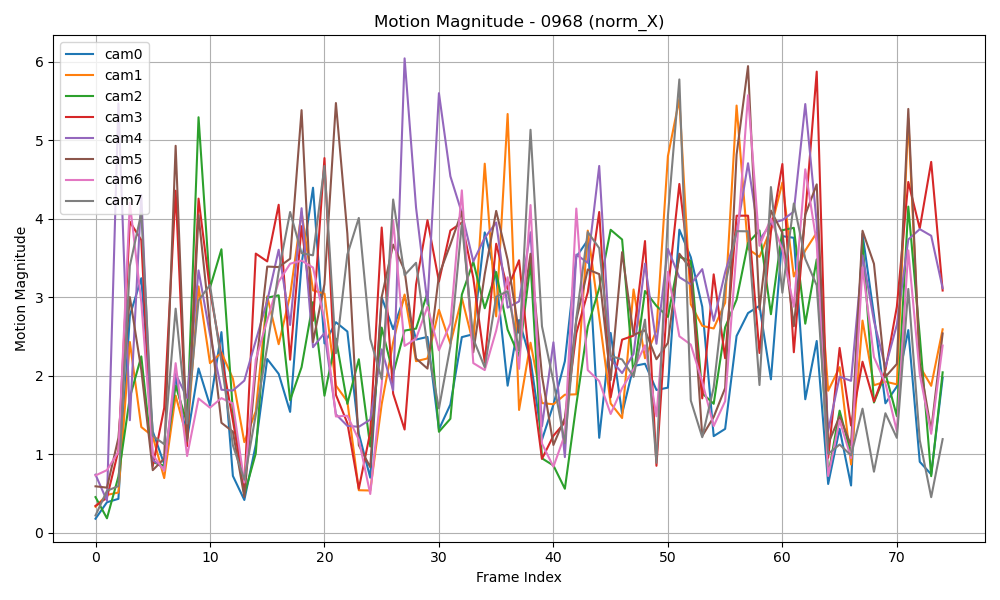 Motion Magnitude - 0968 (norm_X)
Motion Magnitude
6
5
4
3
2
1
0
cam0
cam1
cam2
cam3
cam4
cam5
cam6
cam7
0 10 20 30 40 50 60 70
Frame Index